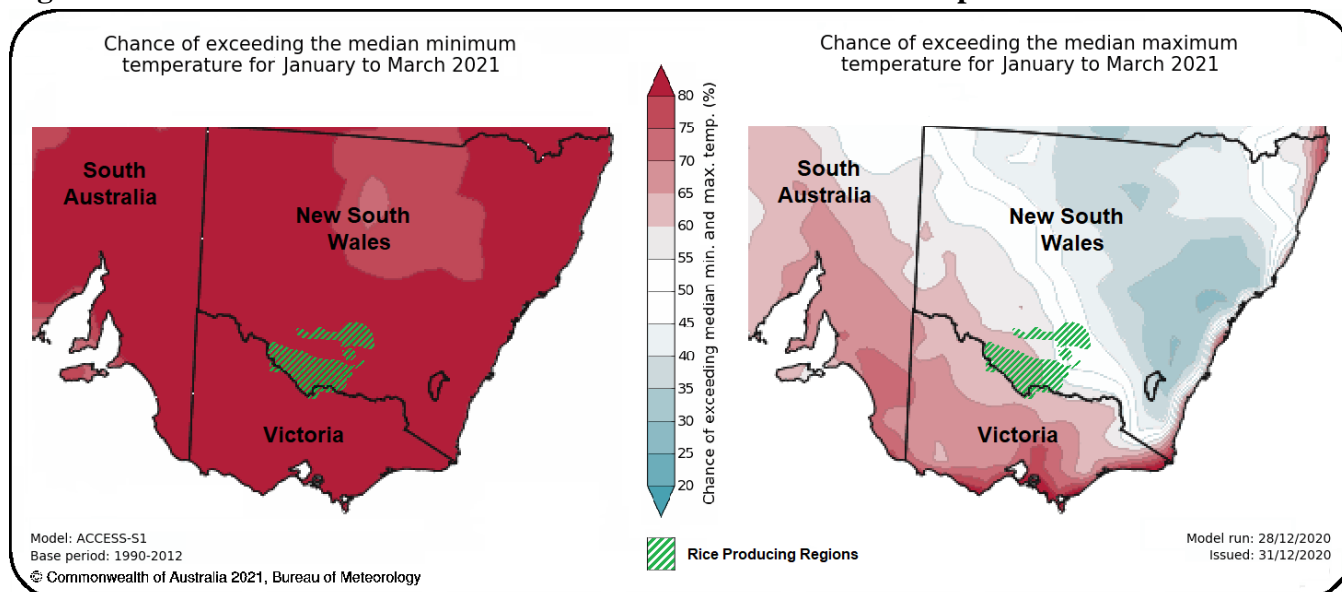 Chance of exceeding the median minimum
temperature for January to March 2021
South
Australia
New South
Wales
Victoria
Model: ACCESS-S1
Base period: 1990-2012
© Commonwealth of Australia 2021, Bureau of Meteorology
80
75
70
65
60
55
50
45
40
35
30
25
20
Chance of exceeding median min. and max. temp. (%)
Rice Producing Regions
Chance of exceeding the median maximum
temperature for January to March 2021
South
Australia
New South
Wales
Victoria
Model run: 28/12/2020
Issued: 31/12/2020